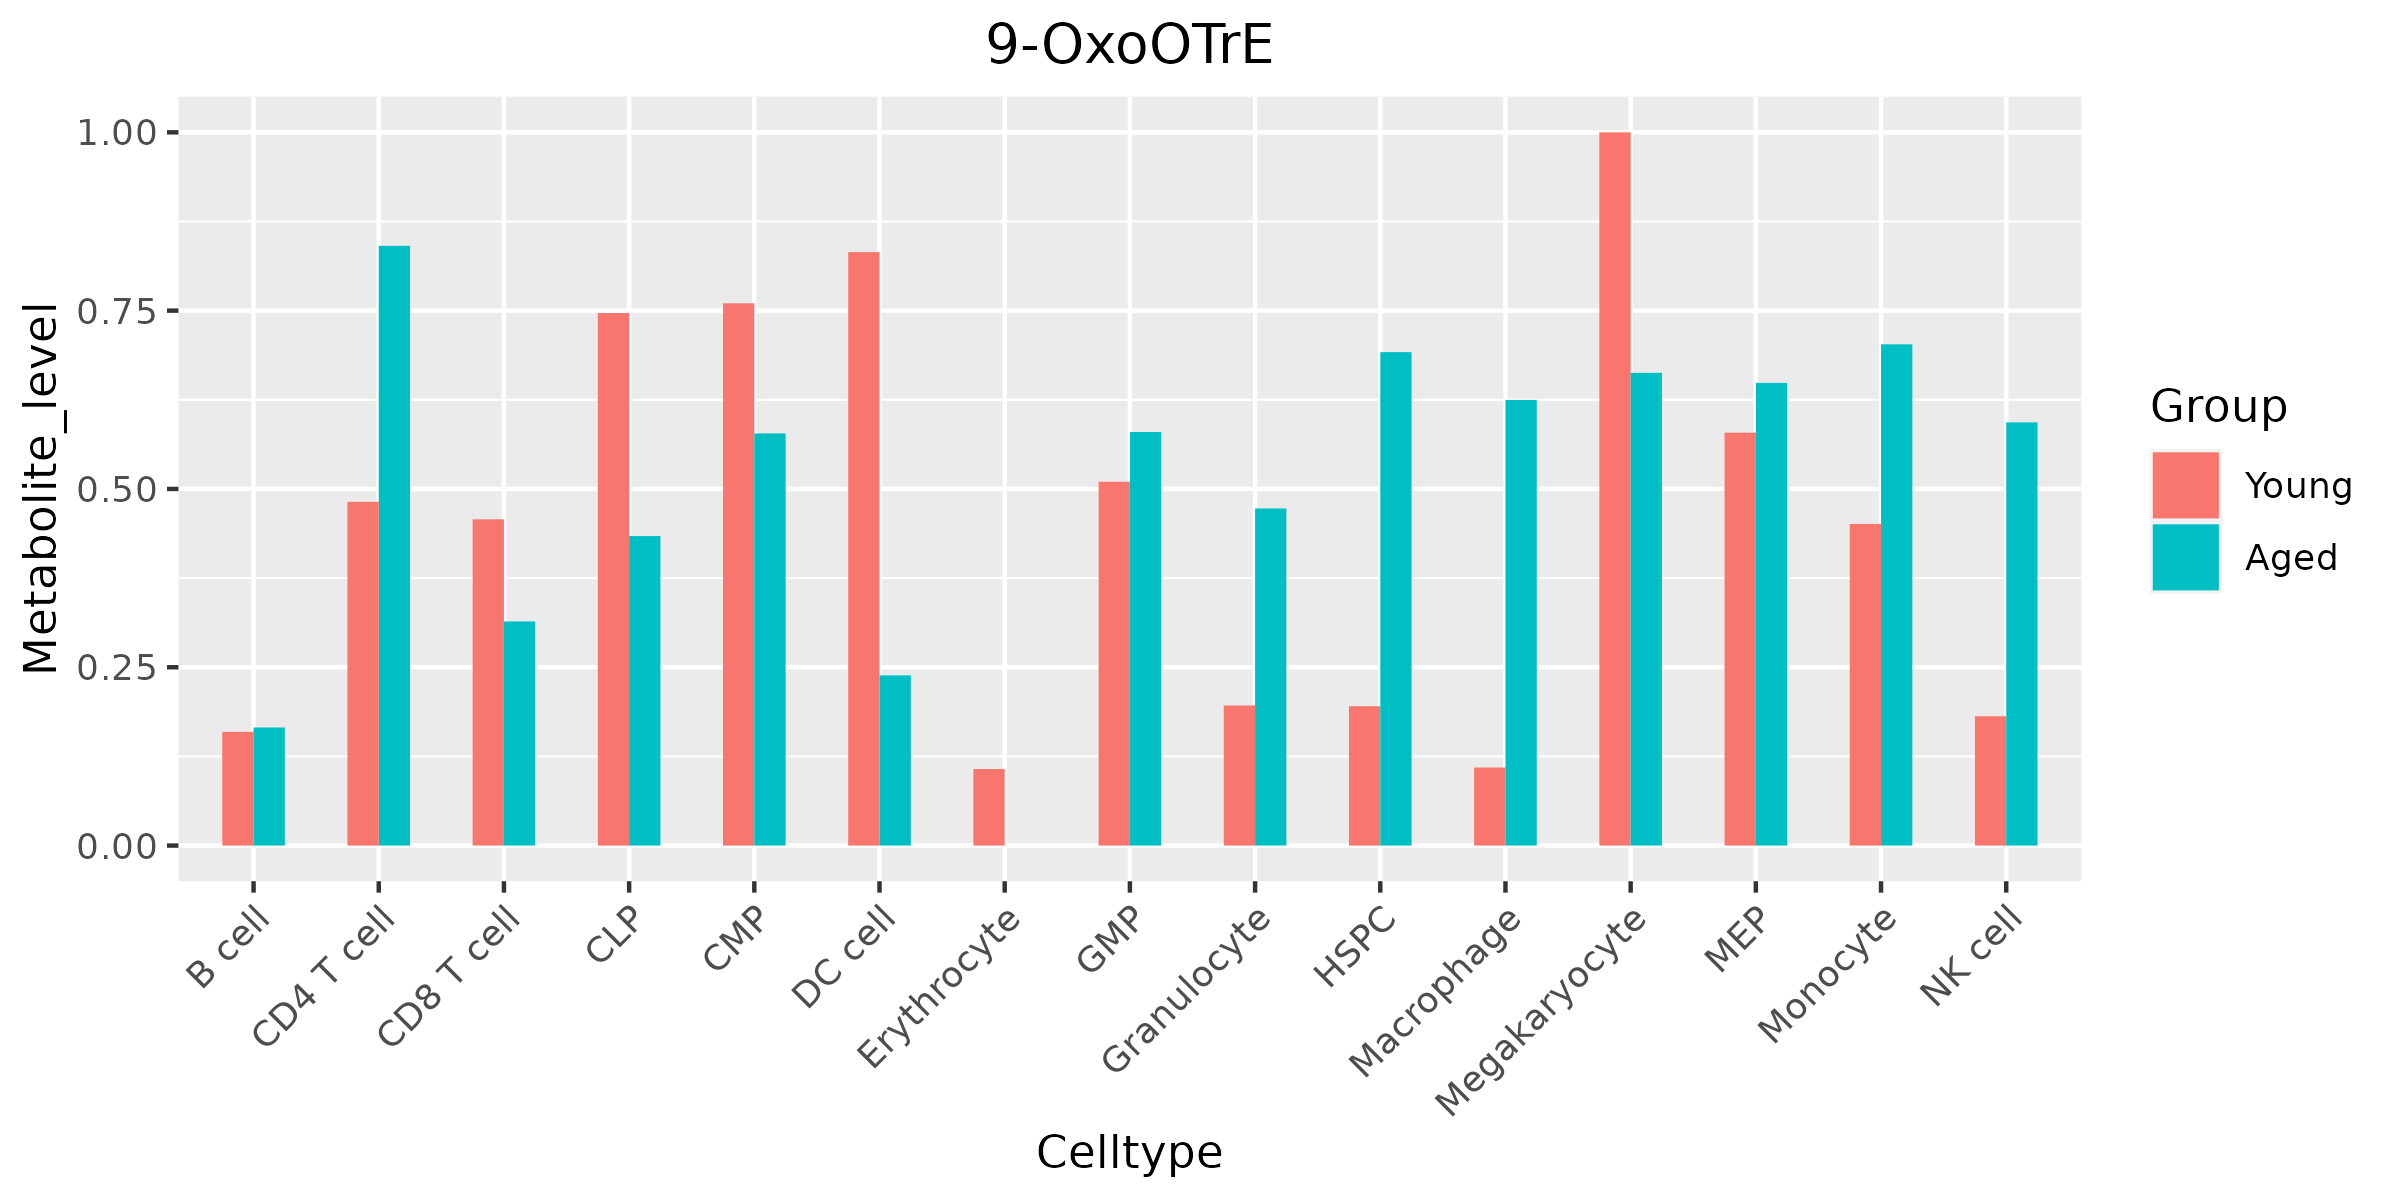 9-OxoOTrE
Metabolite_level
1.00
0.75
0.50
0.25
0.00
B cell
CD4 T cell
CD8 T cell
CLP
CMP
DC cell
Erythrocyte
GMP
Granulocyte
HSPC
Macrophage
Megakaryocyte
MEP
Monocyte
NK cell
Celltype
Group
Young
Aged